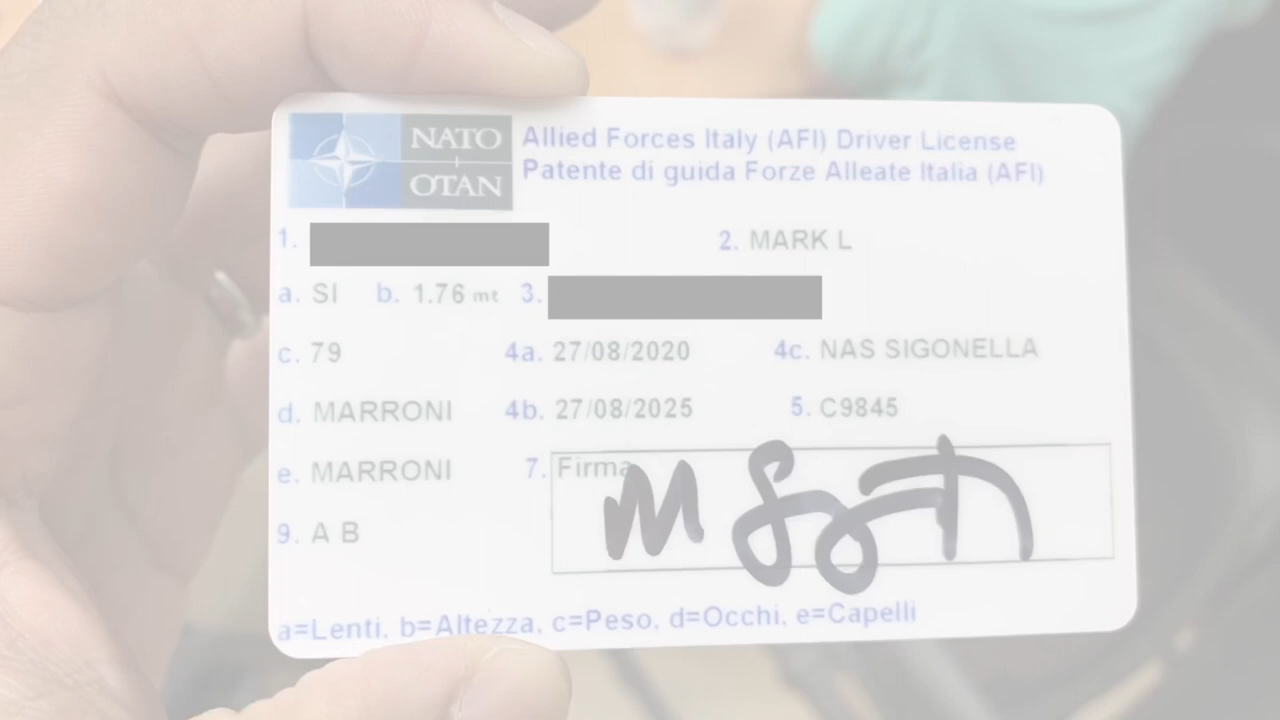 NATO
OTAN
Allied Forces Italy (AFI) Driver License
Patente di guida Forze Alleate Italia (AFI)
1. 2. MARK L
a. SI b. 1.76 mt 3.
c. 79 4a. 27/08/2020 4c. NAS SIGONELLA
d. MARRONI 4b. 27/08/2025 5. C9845
e. MARRONI 7. Firma
9. A B
a=Lenti, b=Altezza, c=Peso, d=Occhi, e=Capelli